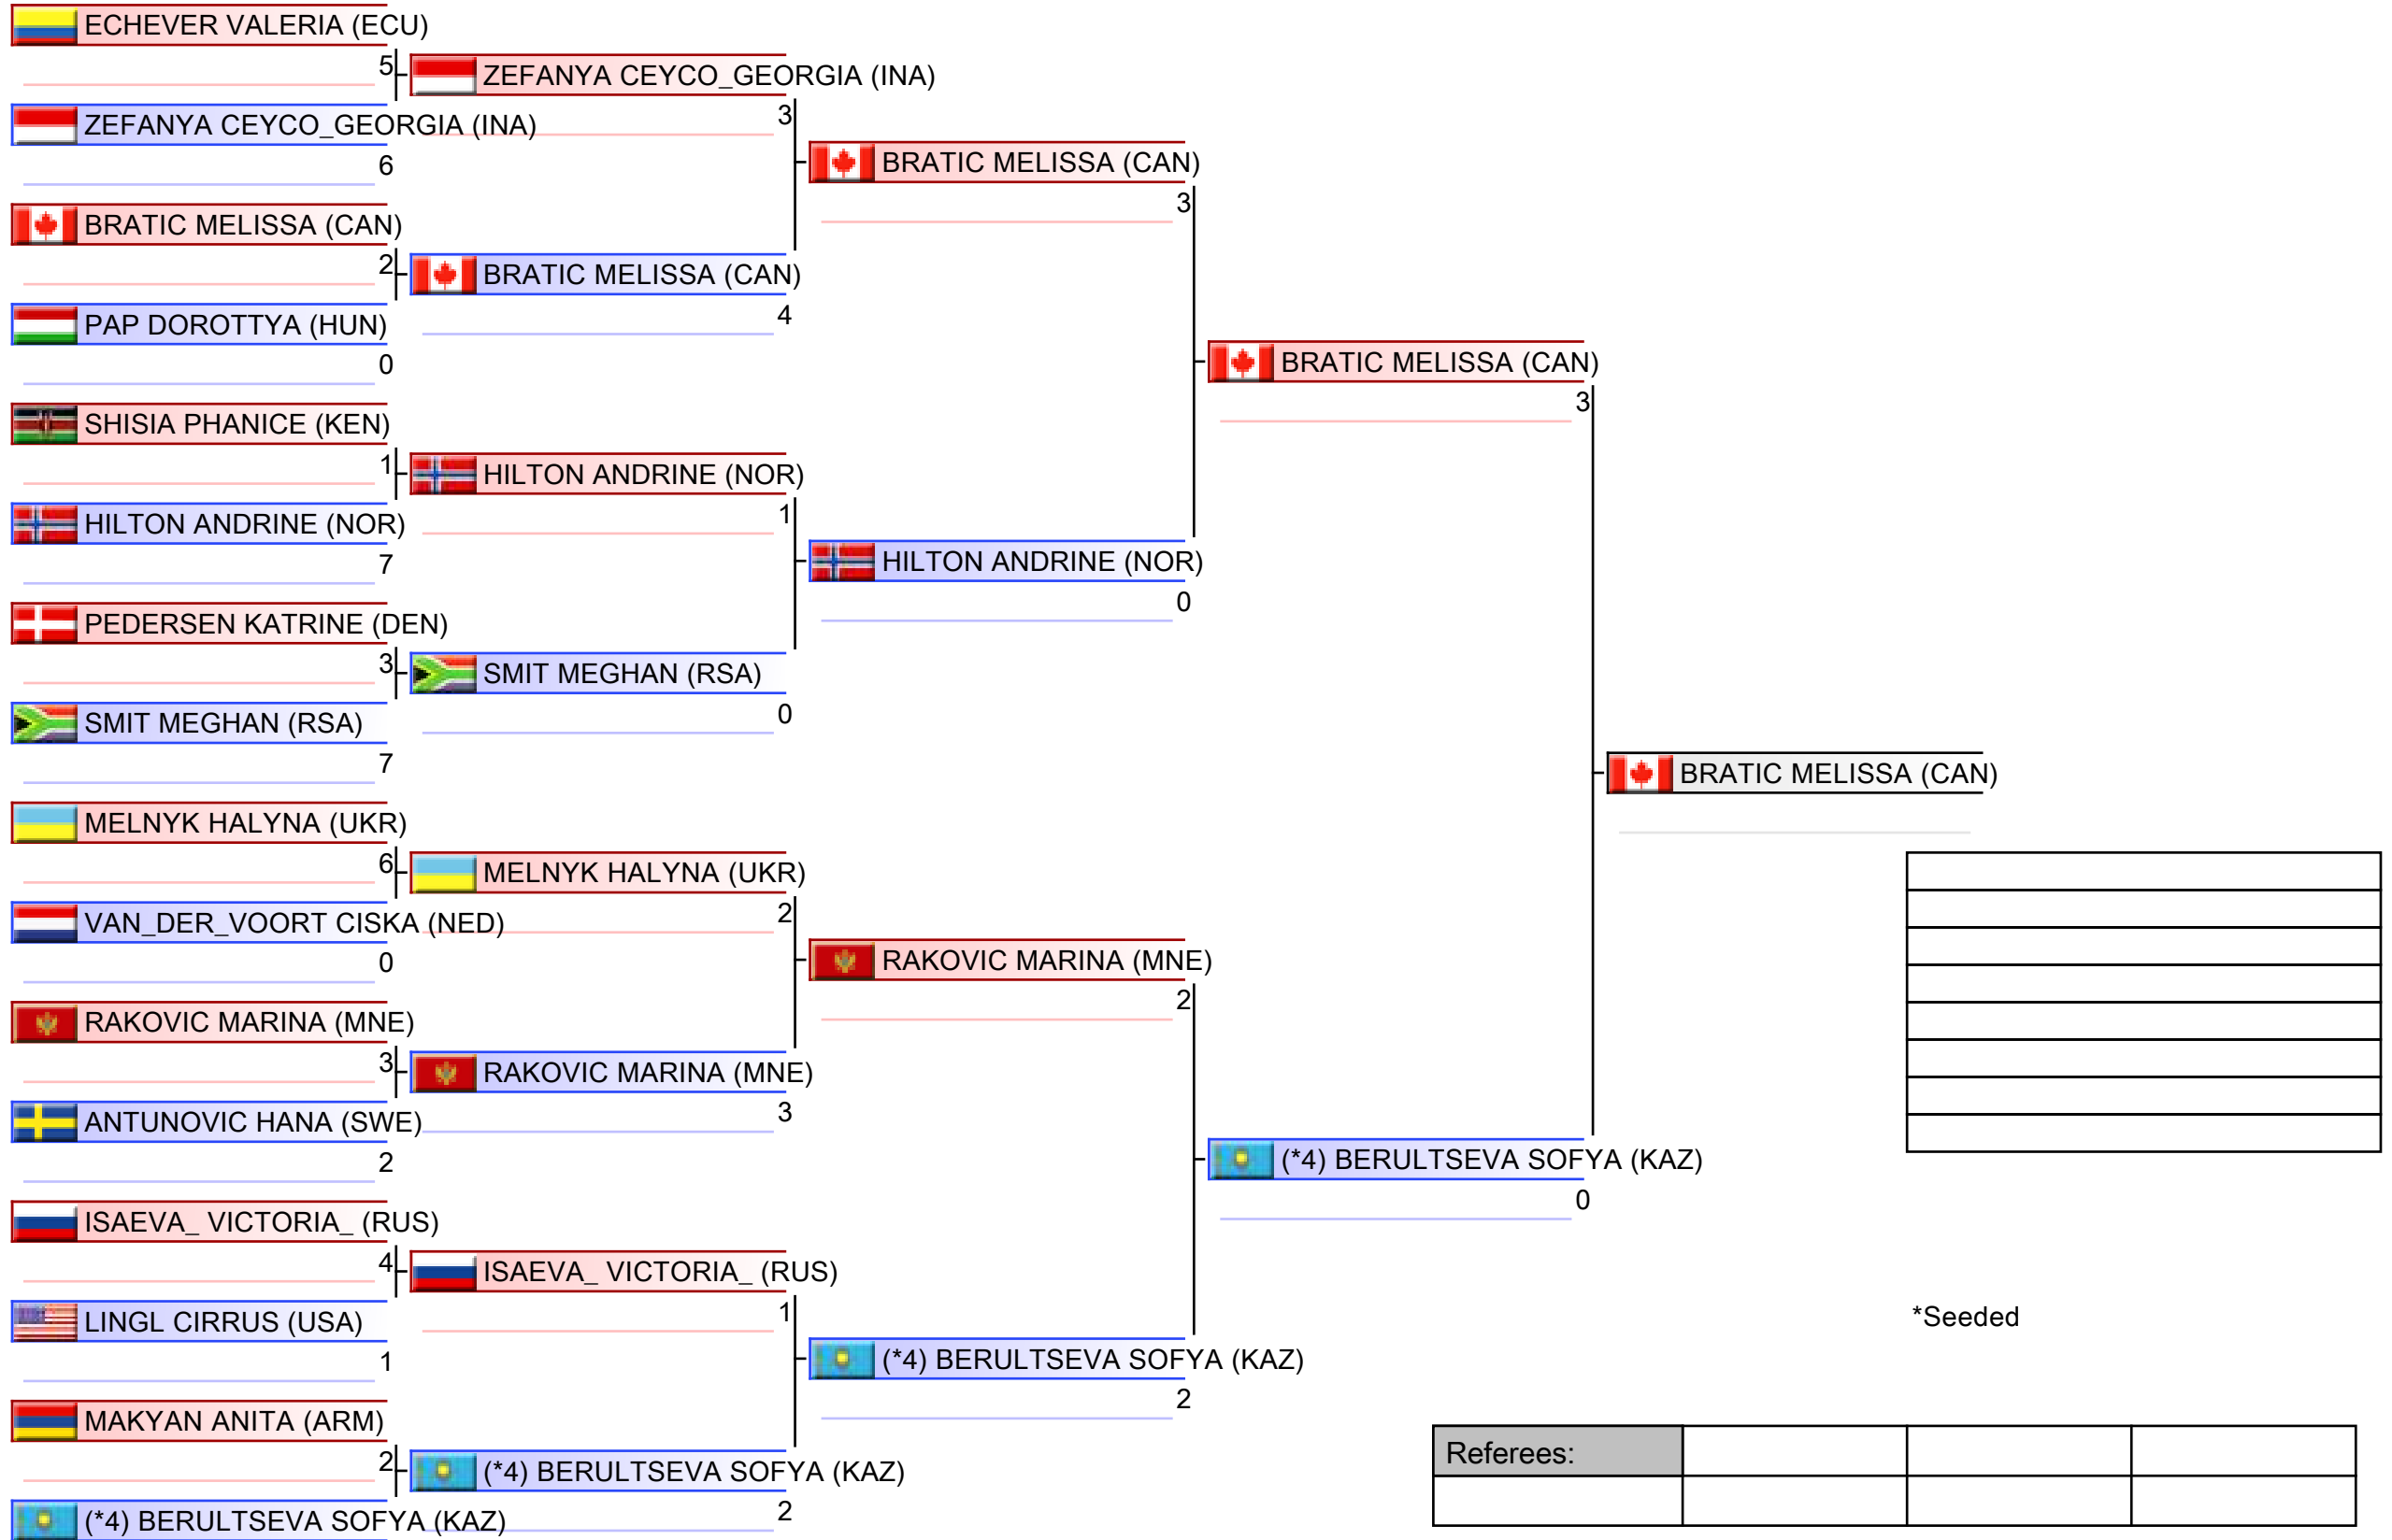 ECHEVER VALERIA (ECU)
5
ZEFANYA CEYCO_GEORGIA (INA)
6
BRATIC MELISSA (CAN)
2
PAP DOROTTYA (HUN)
0
SHISIA PHANICE (KEN)
1
HILTON ANDRINE (NOR)
7
PEDERSEN KATRINE (DEN)
3
SMIT MEGHAN (RSA)
7
MELNYK HALYNA (UKR)
6
VAN_DER_VOORT CISKA (NED)
0
RAKOVIC MARINA (MNE)
3
ANTUNOVIC HANA (SWE)
2
ISAEVA_ VICTORIA_ (RUS)
4
LINGL CIRRUS (USA)
1
MAKYAN ANITA (ARM)
2
(*4) BERULTSEVA SOFYA (KAZ)
ZEFANYA CEYCO_GEORGIA (INA)
3
BRATIC MELISSA (CAN)
4
HILTON ANDRINE (NOR)
1
SMIT MEGHAN (RSA)
0
MELNYK HALYNA (UKR)
2
RAKOVIC MARINA (MNE)
3
ISAEVA_ VICTORIA_ (RUS)
1
(*4) BERULTSEVA SOFYA (KAZ)
2
BRATIC MELISSA (CAN)
3
HILTON ANDRINE (NOR)
0
RAKOVIC MARINA (MNE)
2
(*4) BERULTSEVA SOFYA (KAZ)
2
BRATIC MELISSA (CAN)
3
(*4) BERULTSEVA SOFYA (KAZ)
0
BRATIC MELISSA (CAN)
*Seeded
Referees: